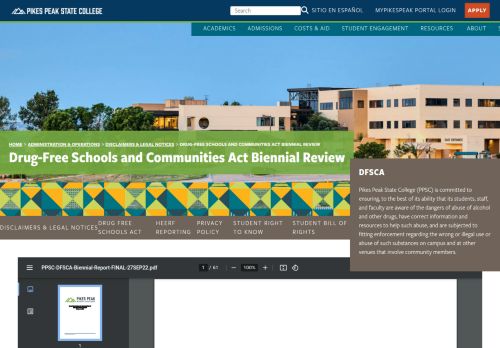 PIKES PEAK STATE COLLEGE
Search
SITIO EN ESPAÑOL
MYPIKESPEAK PORTAL LOGIN
APPLY
ACADEMICS ADMISSIONS COSTS & AID STUDENT ENGAGEMENT RESOURCES ABOUT
HOME > ADMINISTRATION & OPERATIONS > DISCLAIMERS & LEGAL NOTICES > DRUG-FREE SCHOOLS AND COMMUNITIES ACT BIENNIAL REVIEW
Drug-Free Schools and Communities Act Biennial Review
DFSCA
Pikes Peak State College (PPSC) is committed to
ensuring, to the best of its ability that its students, staff,
and faculty are aware of the dangers of abuse of alcohol
and other drugs, have correct information and
resources to help such abuse, and are subjected to
fitting enforcement regarding the wrong or illegal use or
abuse of such substances on campus and at other
venues that involve community members.
DISCLAIMERS & LEGAL NOTICES
DRUG FREE
SCHOOLS ACT
HEERF
REPORTING
PRIVACY
POLICY
STUDENT RIGHT
TO KNOW
STUDENT BILL OF
RIGHTS
PPSC-DFSCA-Biennial-Report-FINAL-27SEP22.pdf
1 / 61
100%
PIKES PEAK
1